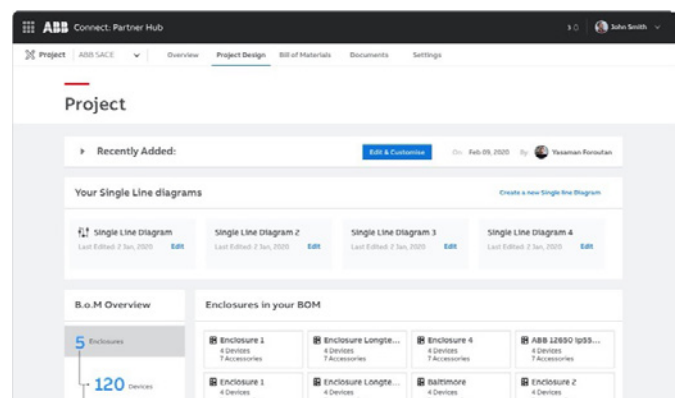 ABB Connect: Partner Hub
John Smith
Project ABB SACE Overview Project Design Bill of Materials Documents Settings
Project
Recently Added: Edit & Customise On Feb 09, 2020 By Yasaman Foroutan
Your Single Line diagrams Create a new Single line Diagram
Single Line Diagram
Last Edited: 2 Jan, 2020 Edit
Single Line Diagram 2
Last Edited: 2 Jan, 2020 Edit
Single Line Diagram 3
Last Edited: 2 Jan, 2020 Edit
Single Line Diagram 4
Last Edited: 2 Jan, 2020 Edit
B.o.M Overview
5 Enclosures
120 Devices
Enclosures in your BOM
Enclosure 1
4 Devices
7 Accessories
Enclosure Longte...
4 Devices
7 Accessories
Enclosure 4
4 Devices
7 Accessories
ABB 12650 Ip55...
4 Devices
7 Accessories
Enclosure 1
4 Devices
Enclosure Longte...
4 Devices
Baltimore
4 Devices
Enclosure 2
4 Devices